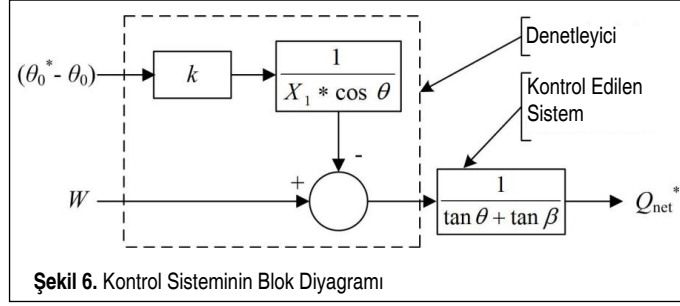 Denetleyici
(θ₀* - θ₀)
k
1
X₁ * cos θ
Kontrol Edilen
Sistem
-
+
W
1
tan θ + tan β
Qnet*
Şekil 6. Kontrol Sisteminin Blok Diyagramı